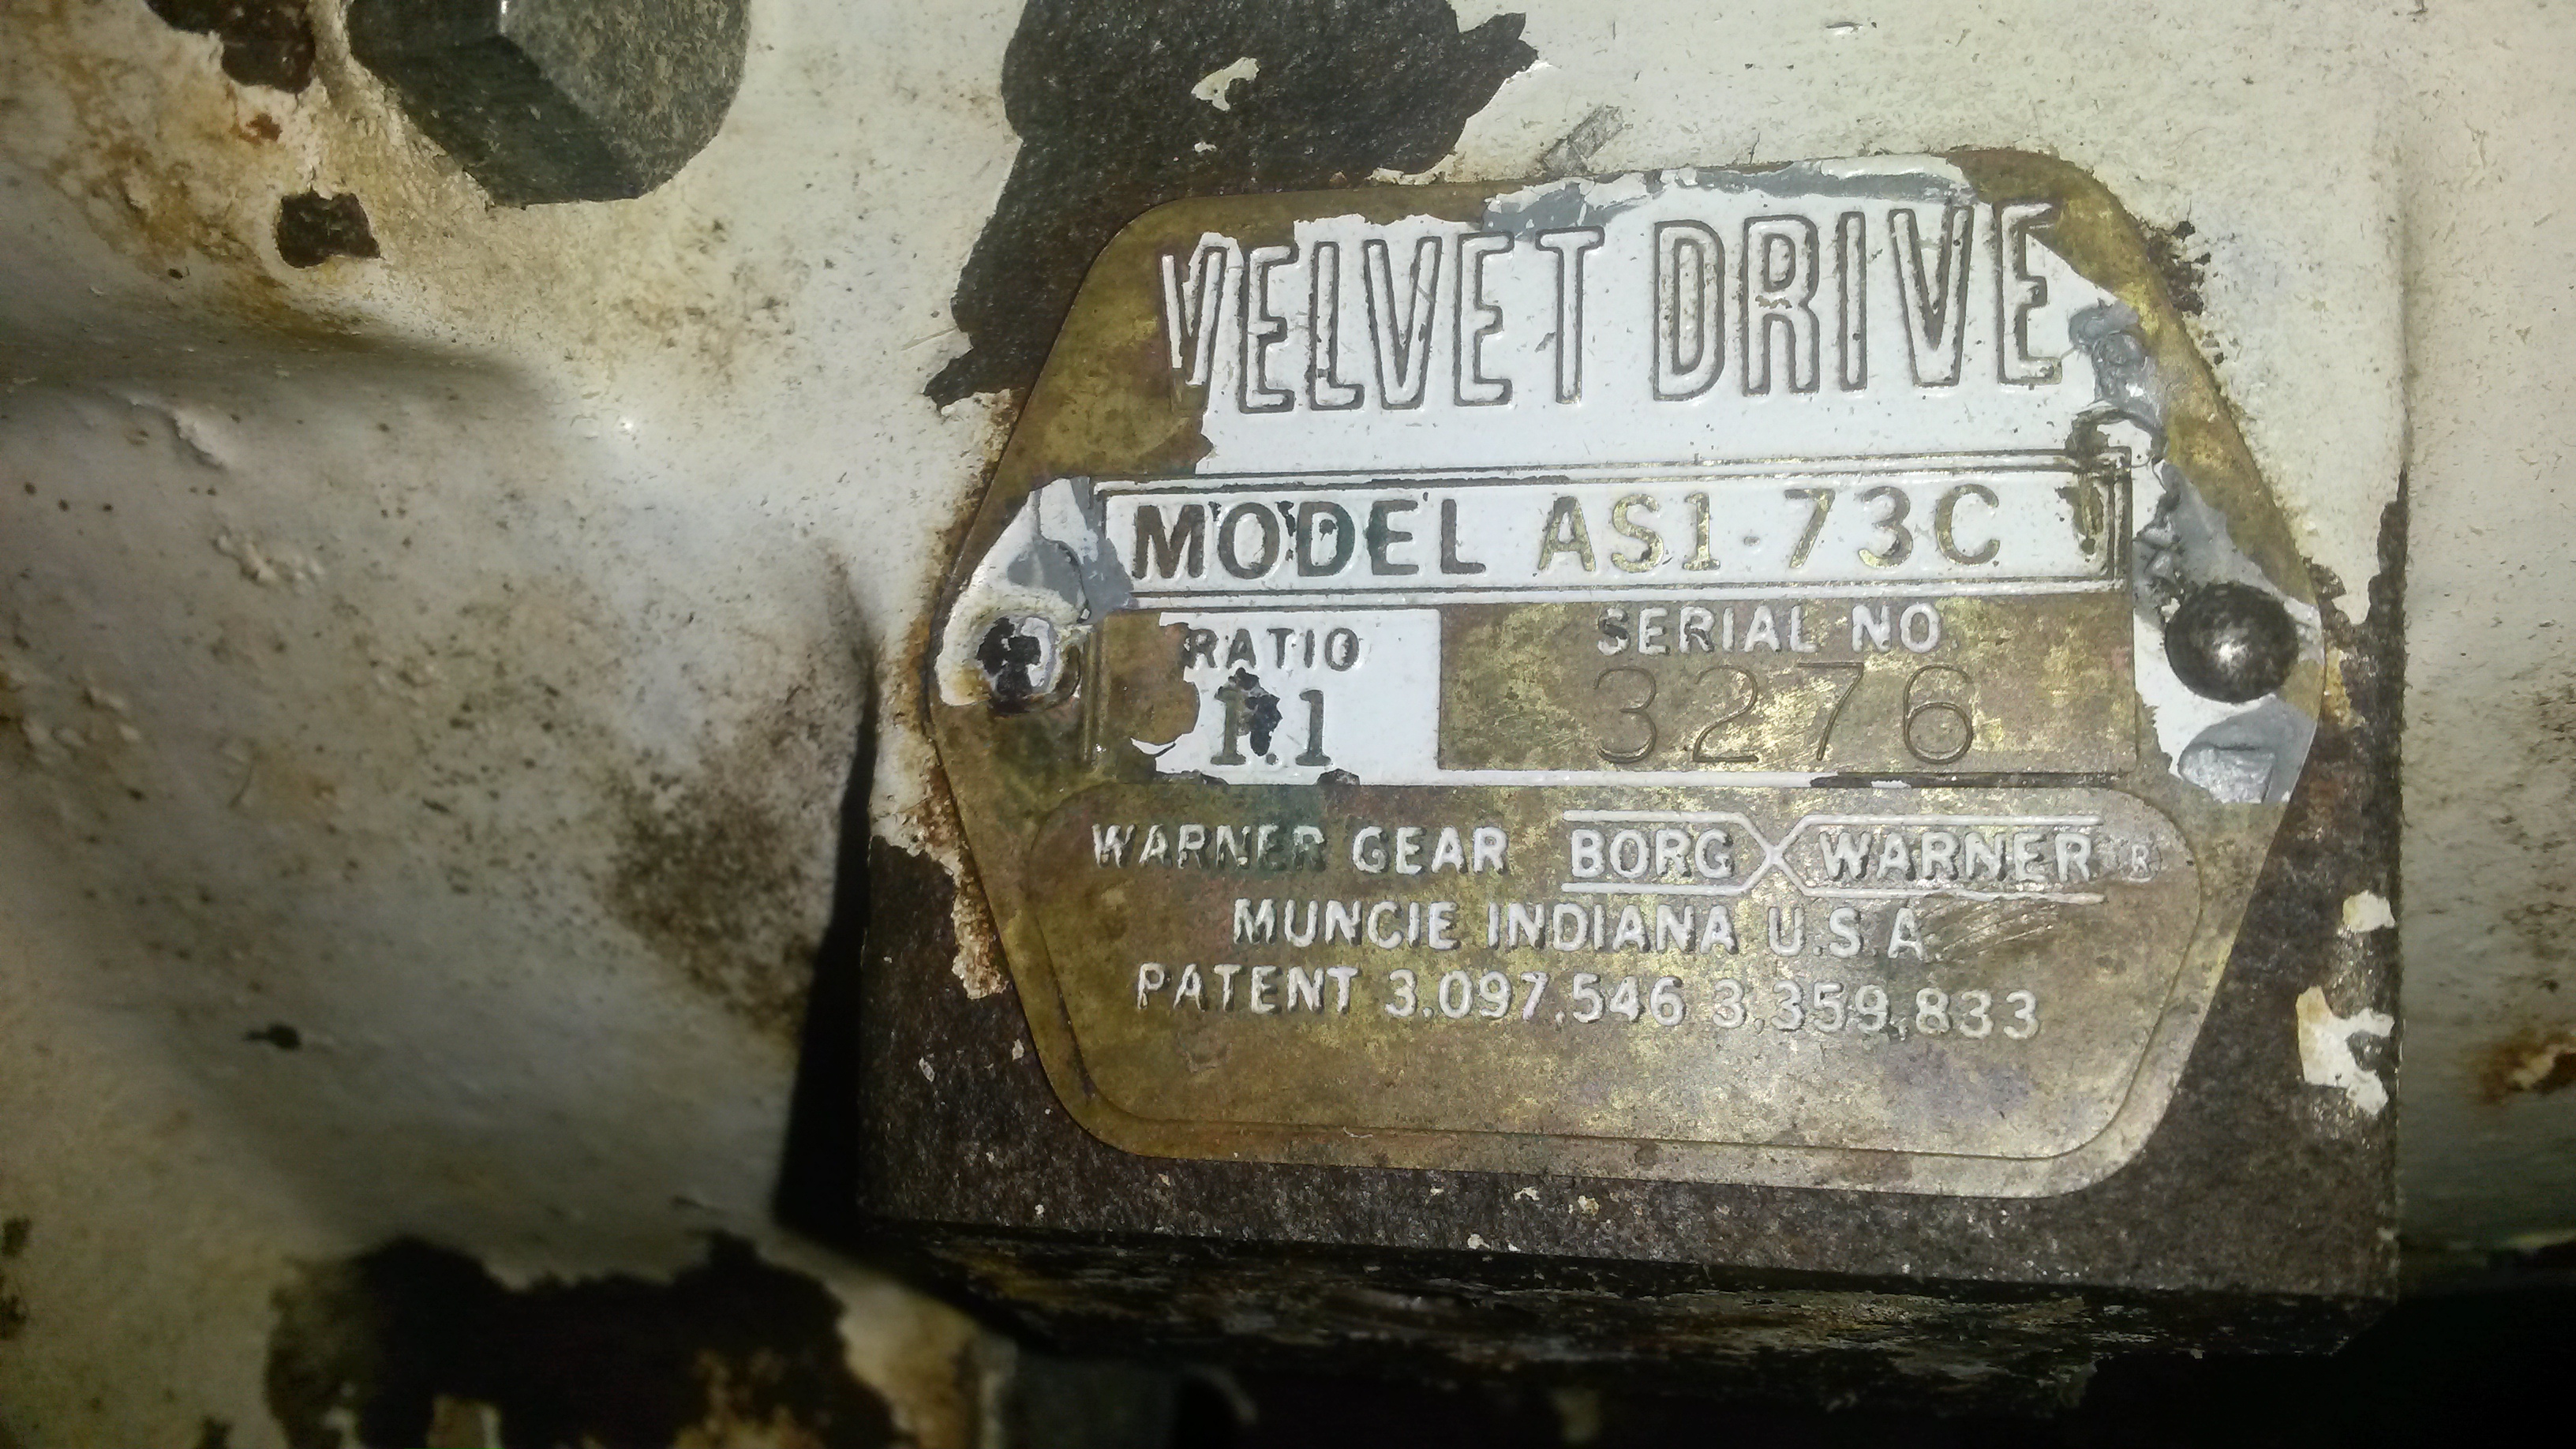 VELVET DRIVE
MODEL AS1-73C
RATIO
1.1
SERIAL NO.
3276
WARNER GEAR BORG WARNER ®
MUNCIE INDIANA U.S.A.
PATENT 3,097,546 3,359,833